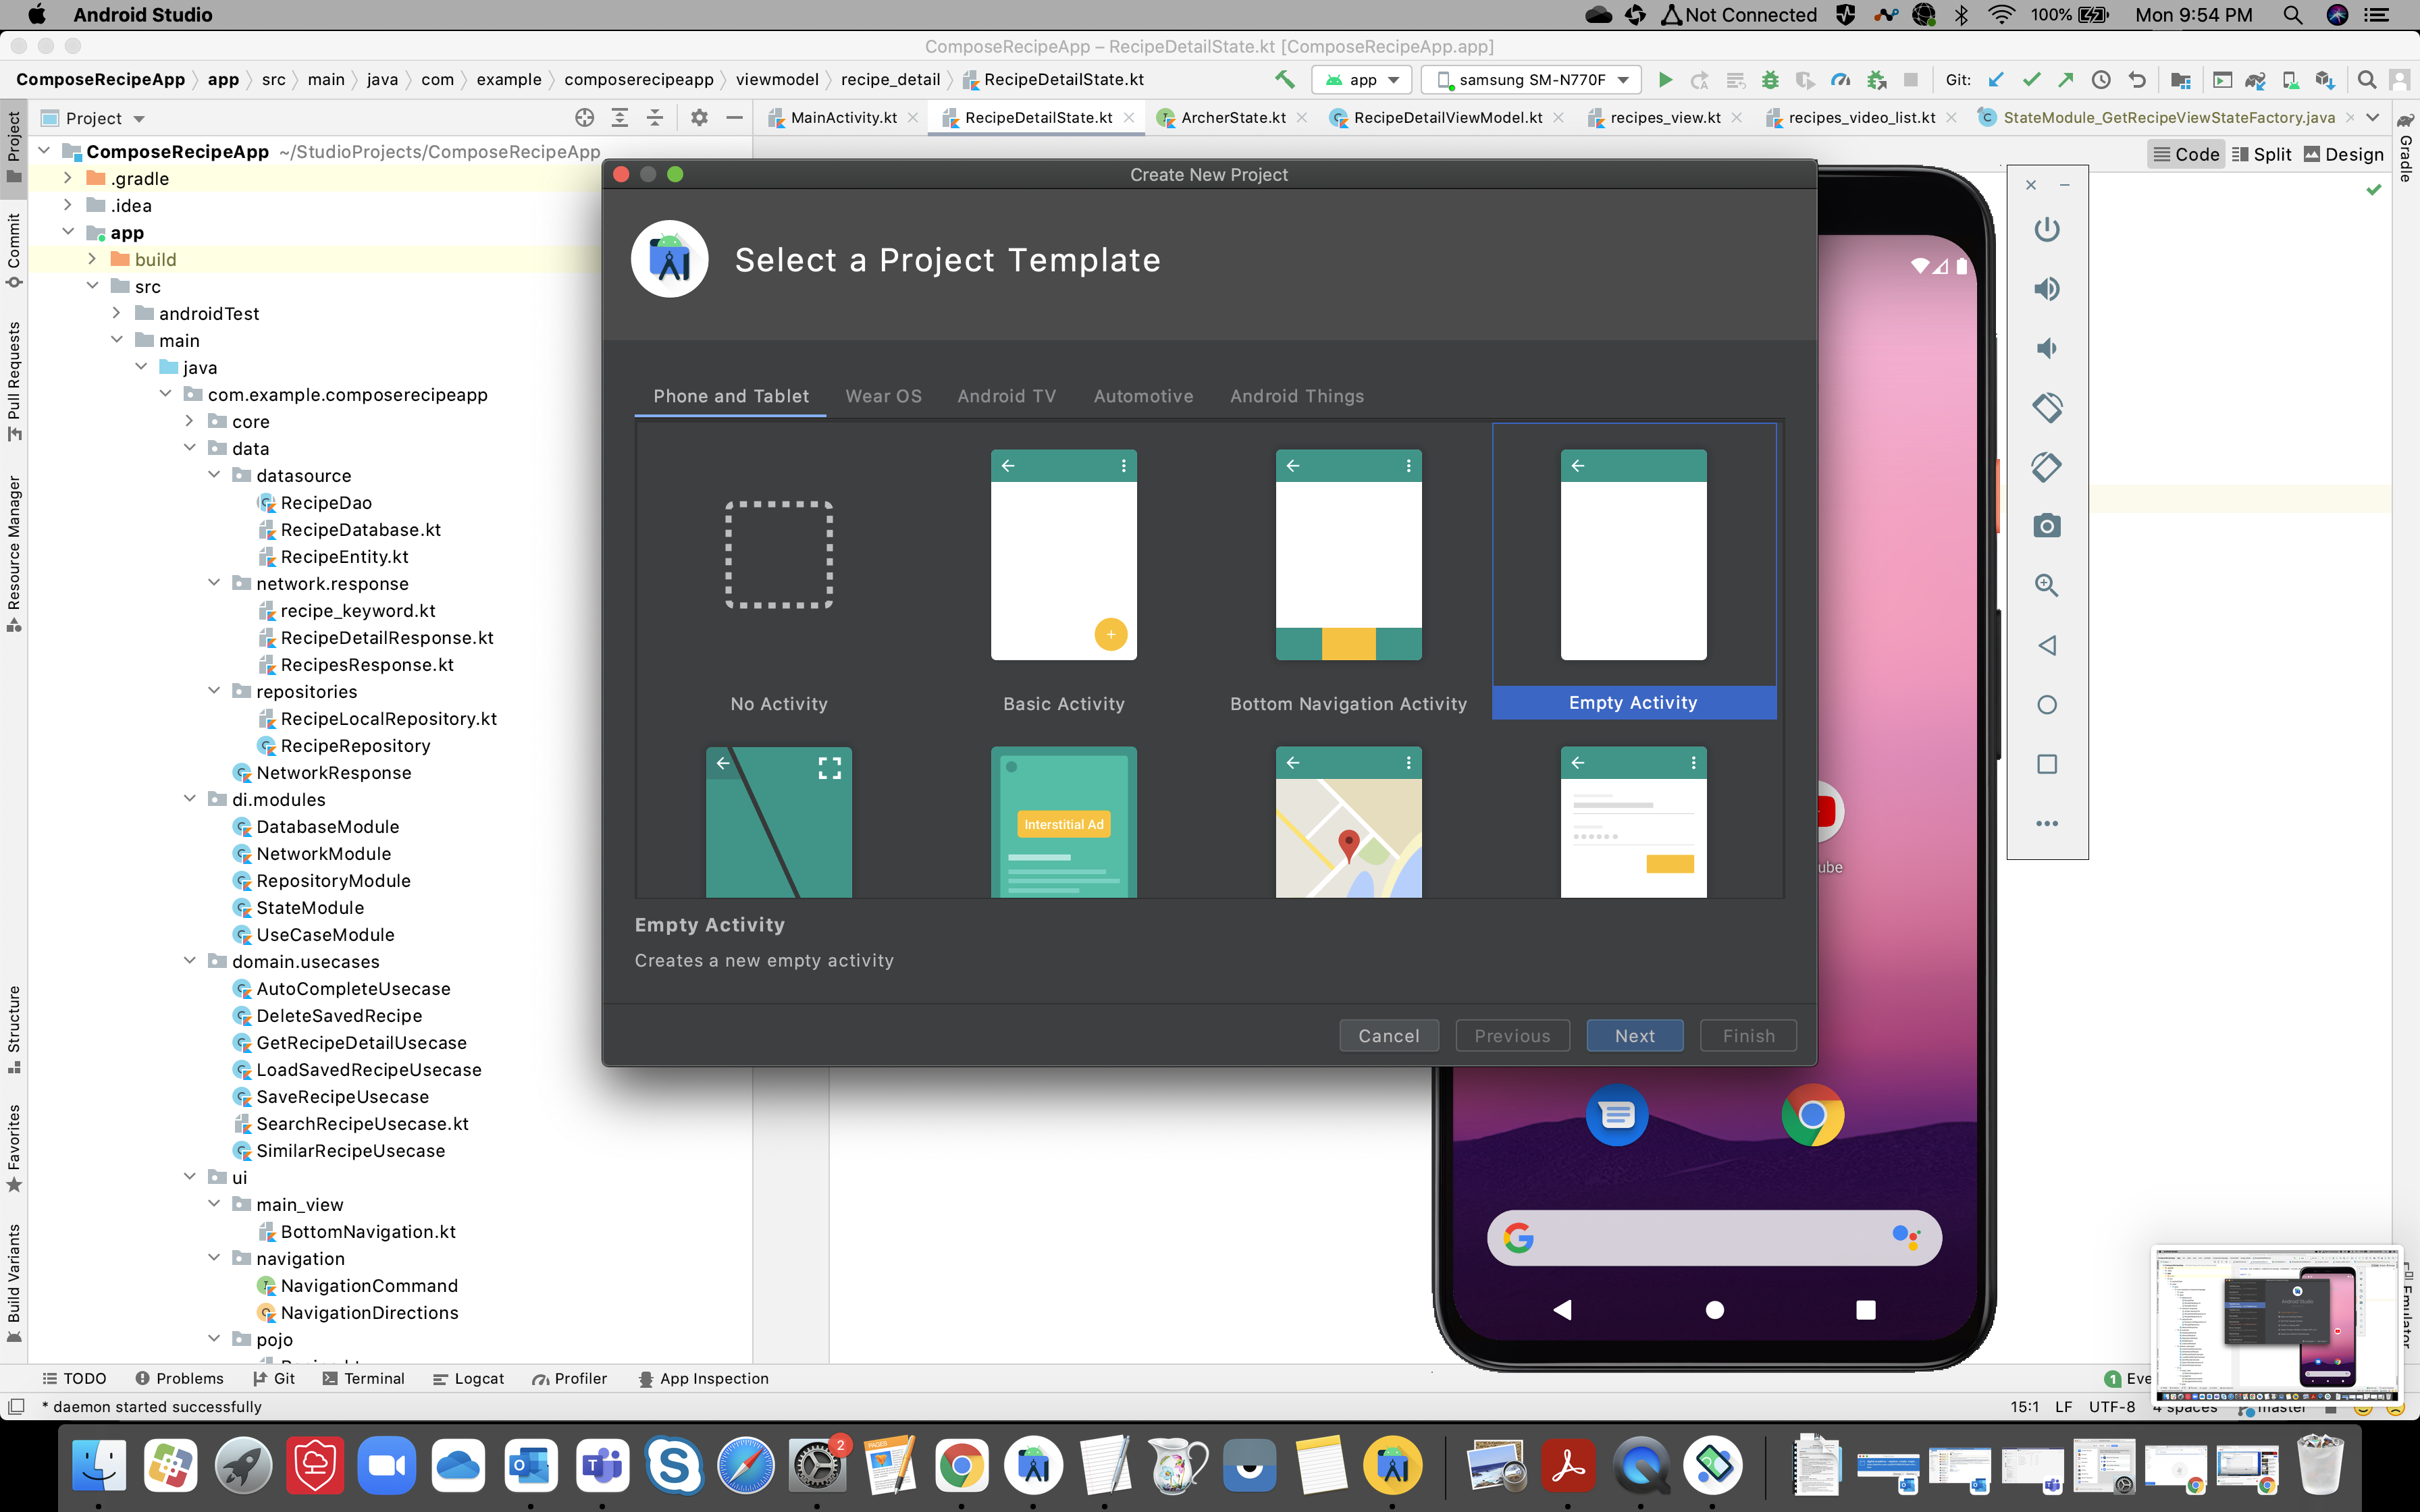 Android Studio
Not Connected
100%
Mon 9:54 PM
ComposeRecipeApp – RecipeDetailState.kt [ComposeRecipeApp.app]
ComposeRecipeApp
app
src
main
java
com
example
composerecipeapp
viewmodel
recipe_detail
RecipeDetailState.kt
app
samsung SM-N770F
Git:
Project
MainActivity.kt
RecipeDetailState.kt
ArcherState.kt
RecipeDetailViewModel.kt
recipes_view.kt
recipes_video_list.kt
StateModule_GetRecipeViewStateFactory.java
Code
Split
Design
Project
Commit
Pull Requests
Resource Manager
Structure
Favorites
Build Variants
Gradle
Emulator
ComposeRecipeApp ~/StudioProjects/ComposeRecipeApp
.gradle
.idea
app
build
src
androidTest
main
java
com.example.composerecipeapp
core
data
datasource
RecipeDao
RecipeDatabase.kt
RecipeEntity.kt
network.response
recipe_keyword.kt
RecipeDetailResponse.kt
RecipesResponse.kt
repositories
RecipeLocalRepository.kt
RecipeRepository
NetworkResponse
di.modules
DatabaseModule
NetworkModule
RepositoryModule
StateModule
UseCaseModule
domain.usecases
AutoCompleteUsecase
DeleteSavedRecipe
GetRecipeDetailUsecase
LoadSavedRecipeUsecase
SaveRecipeUsecase
SearchRecipeUsecase.kt
SimilarRecipeUsecase
ui
main_view
BottomNavigation.kt
navigation
NavigationCommand
NavigationDirections
pojo
Create New Project
Select a Project Template
Phone and Tablet
Wear OS
Android TV
Automotive
Android Things
No Activity
Basic Activity
Bottom Navigation Activity
Empty Activity
Interstitial Ad
Empty Activity
Creates a new empty activity
Cancel
Previous
Next
Finish
ube
TODO
Problems
Git
Terminal
Logcat
Profiler
App Inspection
1 Eve
* daemon started successfully
15:1
LF
UTF-8
4 spaces
master
2
PAGES